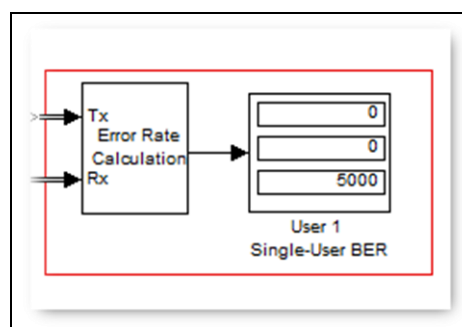 Tx
Error Rate
Calculation
Rx
0
0
5000
User 1
Single-User BER